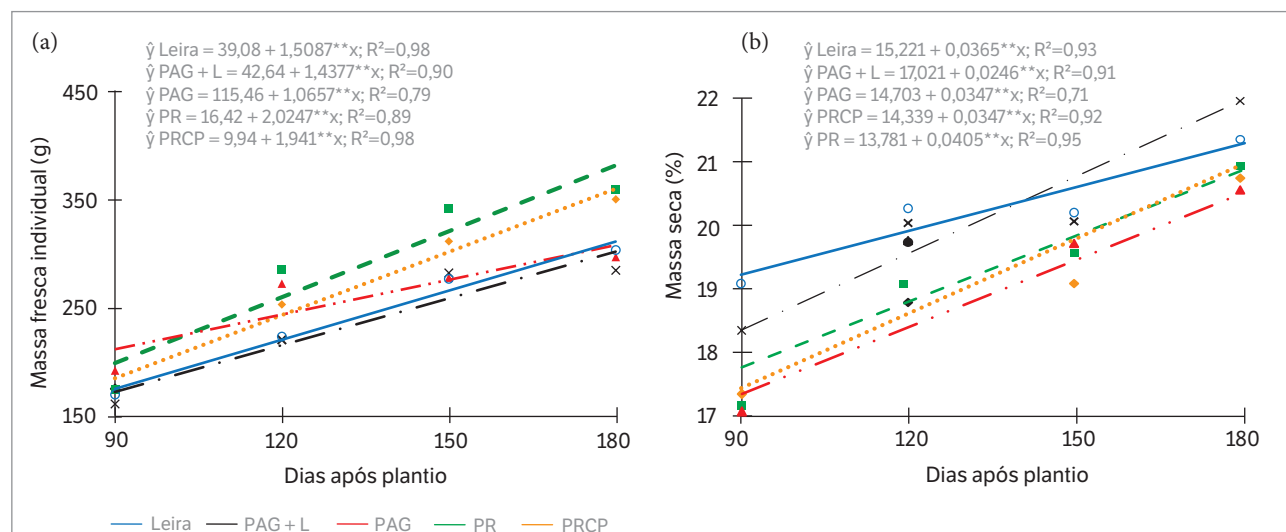 (a)
ŷ Leira = 39,08 + 1,5087**x; R²=0,98
ŷ PAG + L = 42,64 + 1,4377**x; R²=0,90
ŷ PAG = 115,46 + 1,0657**x; R²=0,79
ŷ PR = 16,42 + 2,0247**x; R²=0,89
ŷ PRCP = 9,94 + 1,941**x; R²=0,98
450
350
250
150
90 120 150 180
Massa fresca individual (g)
Dias após plantio
(b)
ŷ Leira = 15,221 + 0,0365**x; R²=0,93
ŷ PAG + L = 17,021 + 0,0246**x; R²=0,91
ŷ PAG = 14,703 + 0,0347**x; R²=0,71
ŷ PRCP = 14,339 + 0,0347**x; R²=0,92
ŷ PR = 13,781 + 0,0405**x; R²=0,95
22
21
20
19
18
17
90 120 150 180
Massa seca (%)
Dias após plantio
Leira PAG + L PAG PR PRCP